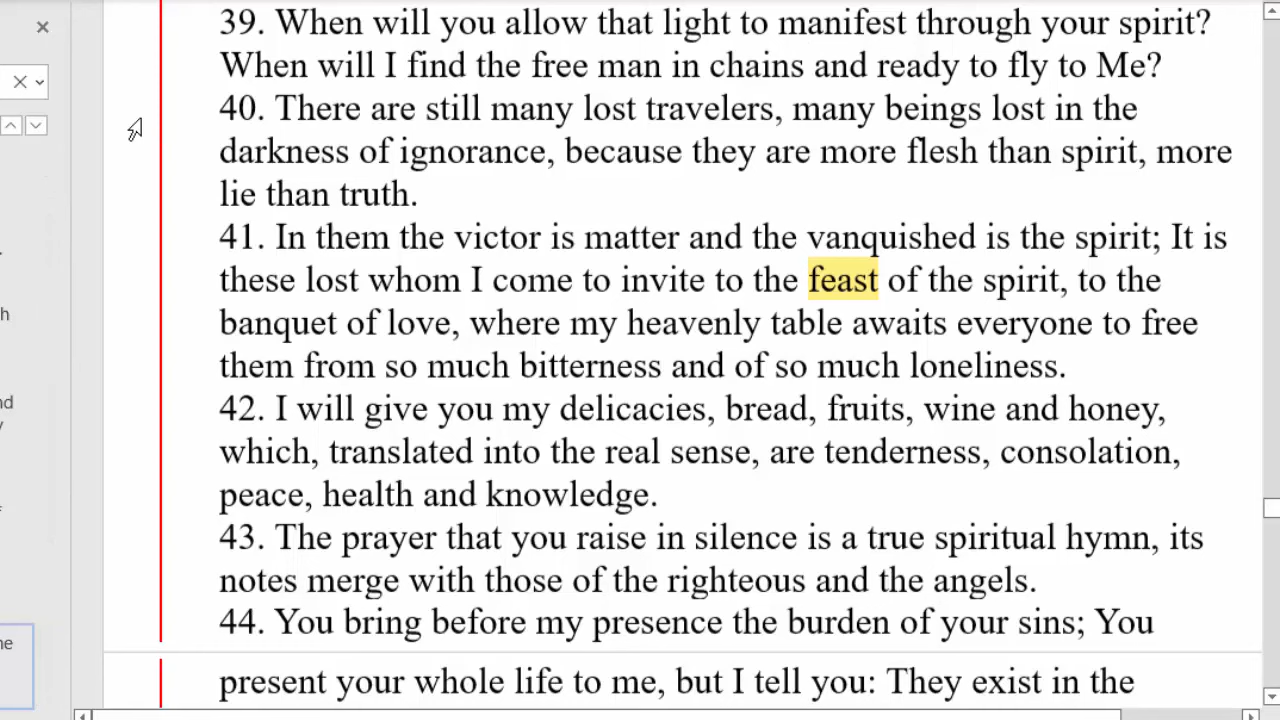 39. When will you allow that light to manifest through your spirit?
When will I find the free man in chains and ready to fly to Me?
40. There are still many lost travelers, many beings lost in the
darkness of ignorance, because they are more flesh than spirit, more
lie than truth.
41. In them the victor is matter and the vanquished is the spirit; It is
these lost whom I come to invite to the feast of the spirit, to the
banquet of love, where my heavenly table awaits everyone to free
them from so much bitterness and of so much loneliness.
42. I will give you my delicacies, bread, fruits, wine and honey,
which, translated into the real sense, are tenderness, consolation,
peace, health and knowledge.
43. The prayer that you raise in silence is a true spiritual hymn, its
notes merge with those of the righteous and the angels.
44. You bring before my presence the burden of your sins; You
present your whole life to me, but I tell you: They exist in the